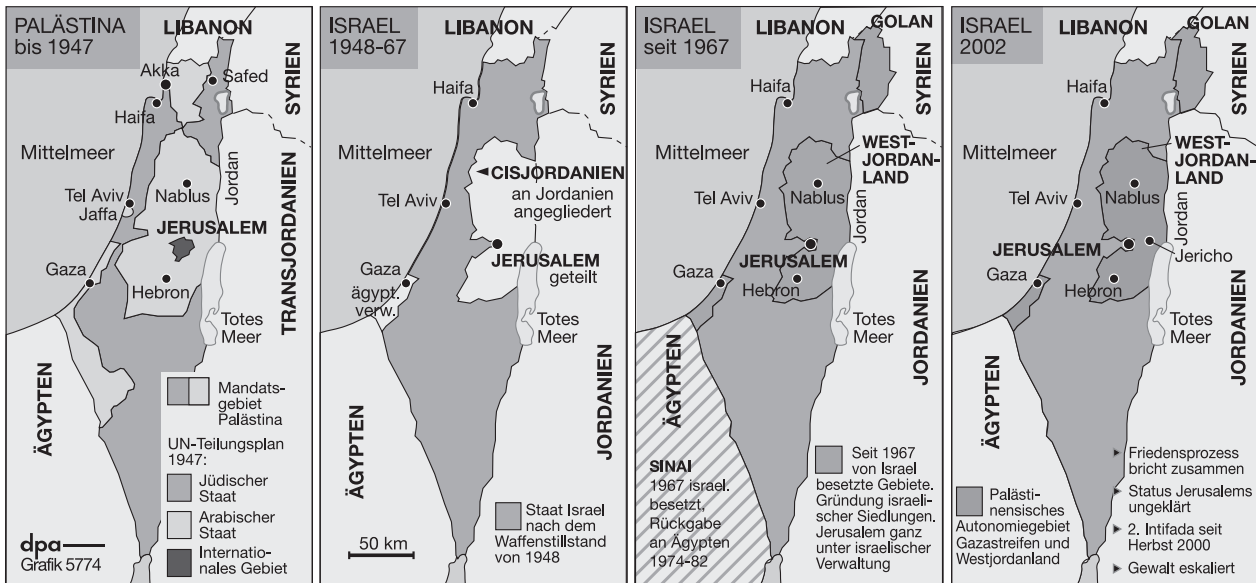 PALÄSTINA
bis 1947
LIBANON
SYRIEN
Akka
Safed
Haifa
Mittelmeer
Jordan
TRANSJORDANIEN
Tel Aviv
Jaffa
Nablus
JERUSALEM
Gaza
Hebron
Totes
Meer
ÄGYPTEN
Mandats-
gebiet
Palästina
UN-Teilungsplan
1947:
Jüdischer
Staat
Arabischer
Staat
Internatio-
nales Gebiet
dpa
Grafik 5774
ISRAEL
1948-67
LIBANON
SYRIEN
Haifa
Mittelmeer
CISJORDANIEN
an Jordanien
angegliedert
Tel Aviv
JERUSALEM
geteilt
Gaza
ägypt.
verw.
Totes
Meer
JORDANIEN
ÄGYPTEN
Staat Israel
nach dem
Waffenstillstand
von 1948
50 km
ISRAEL
seit 1967
LIBANON
GOLAN
SYRIEN
Haifa
Mittelmeer
WEST-
JORDAN-
LAND
Nablus
Tel Aviv
Jordan
JERUSALEM
Gaza
Hebron
Totes
Meer
ÄGYPTEN
JORDANIEN
SINAI
1967 israel.
besetzt,
Rückgabe
an Ägypten
1974-82
Seit 1967
von Israel
besetzte Gebiete.
Gründung israeli-
scher Siedlungen.
Jerusalem ganz
unter israelischer
Verwaltung
ISRAEL
2002
LIBANON
GOLAN
SYRIEN
Haifa
Mittelmeer
WEST-
JORDAN-
LAND
Nablus
Tel Aviv
Jordan
JERUSALEM
Jericho
Gaza
Hebron
Totes
Meer
JORDANIEN
ÄGYPTEN
Palästi-
nensisches
Autonomiegebiet
Gazastreifen und
Westjordanland
Friedensprozess
bricht zusammen
Status Jerusalems
ungeklärt
2. Intifada seit
Herbst 2000
Gewalt eskaliert